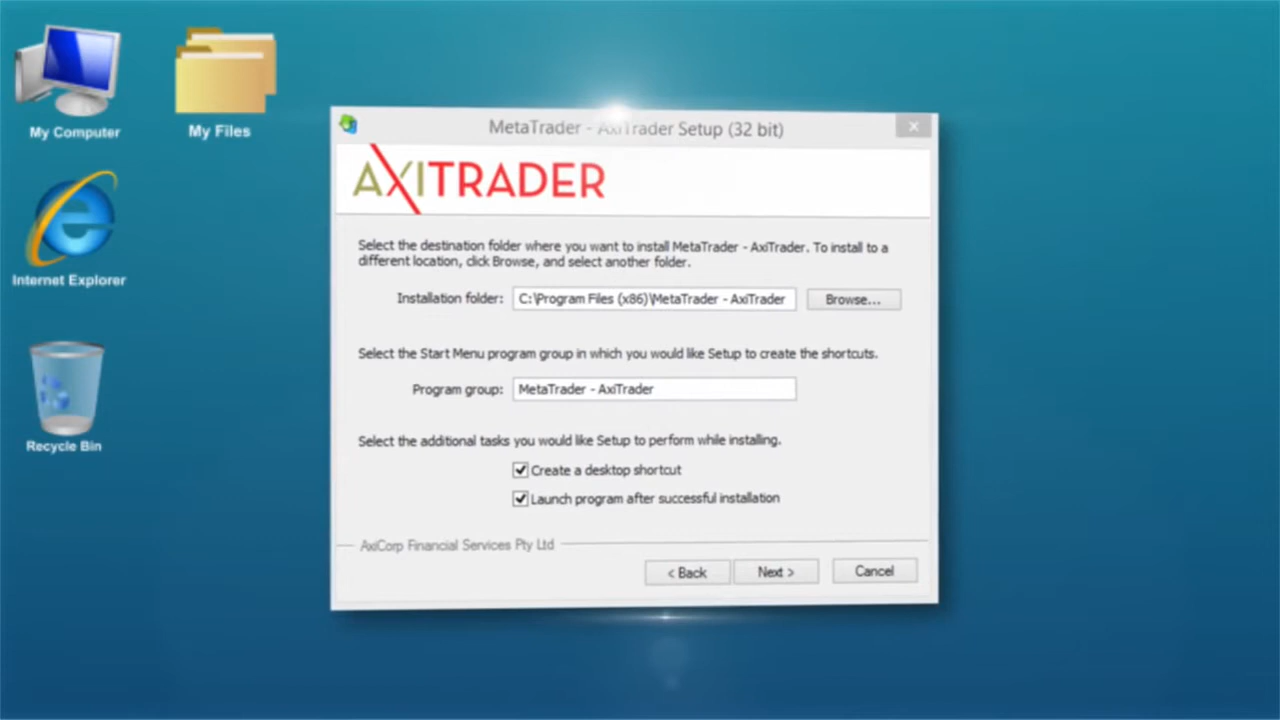 My Computer
My Files
Internet Explorer
Recycle Bin
MetaTrader - AxiTrader Setup (32 bit)
AXITRADER
Select the destination folder where you want to install MetaTrader - AxiTrader. To install to a
different location, click Browse, and select another folder.
Installation folder: C:\Program Files (x86)\MetaTrader - AxiTrader Browse...
Select the Start Menu program group in which you would like Setup to create the shortcuts.
Program group: MetaTrader - AxiTrader
Select the additional tasks you would like Setup to perform while installing.
Create a desktop shortcut
Launch program after successful installation
AxiCorp Financial Services Pty Ltd
< Back Next > Cancel